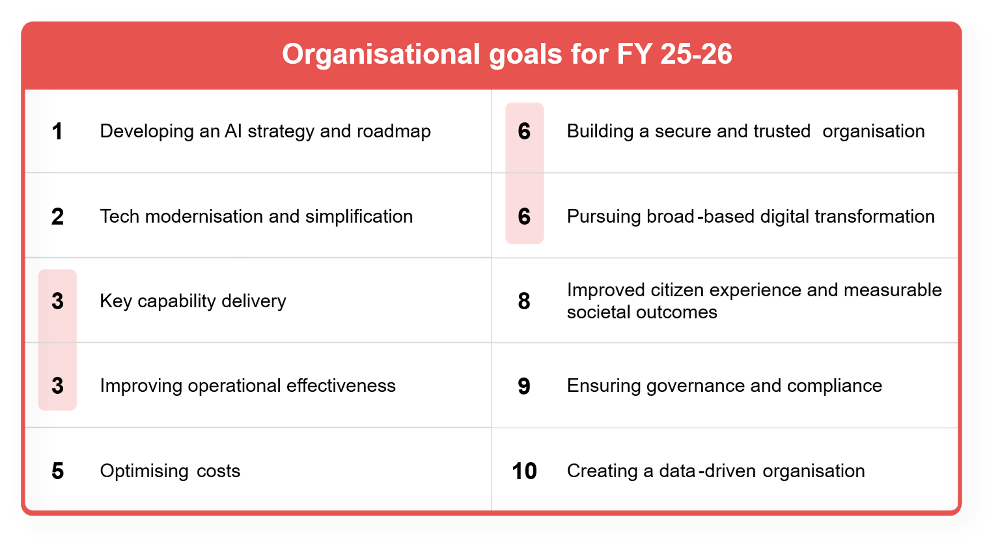 Organisational goals for FY 25-26
1 Developing an AI strategy and roadmap
2 Tech modernisation and simplification
3 Key capability delivery
3 Improving operational effectiveness
5 Optimising costs
6 Building a secure and trusted organisation
6 Pursuing broad-based digital transformation
8 Improved citizen experience and measurable
societal outcomes
9 Ensuring governance and compliance
10 Creating a data-driven organisation